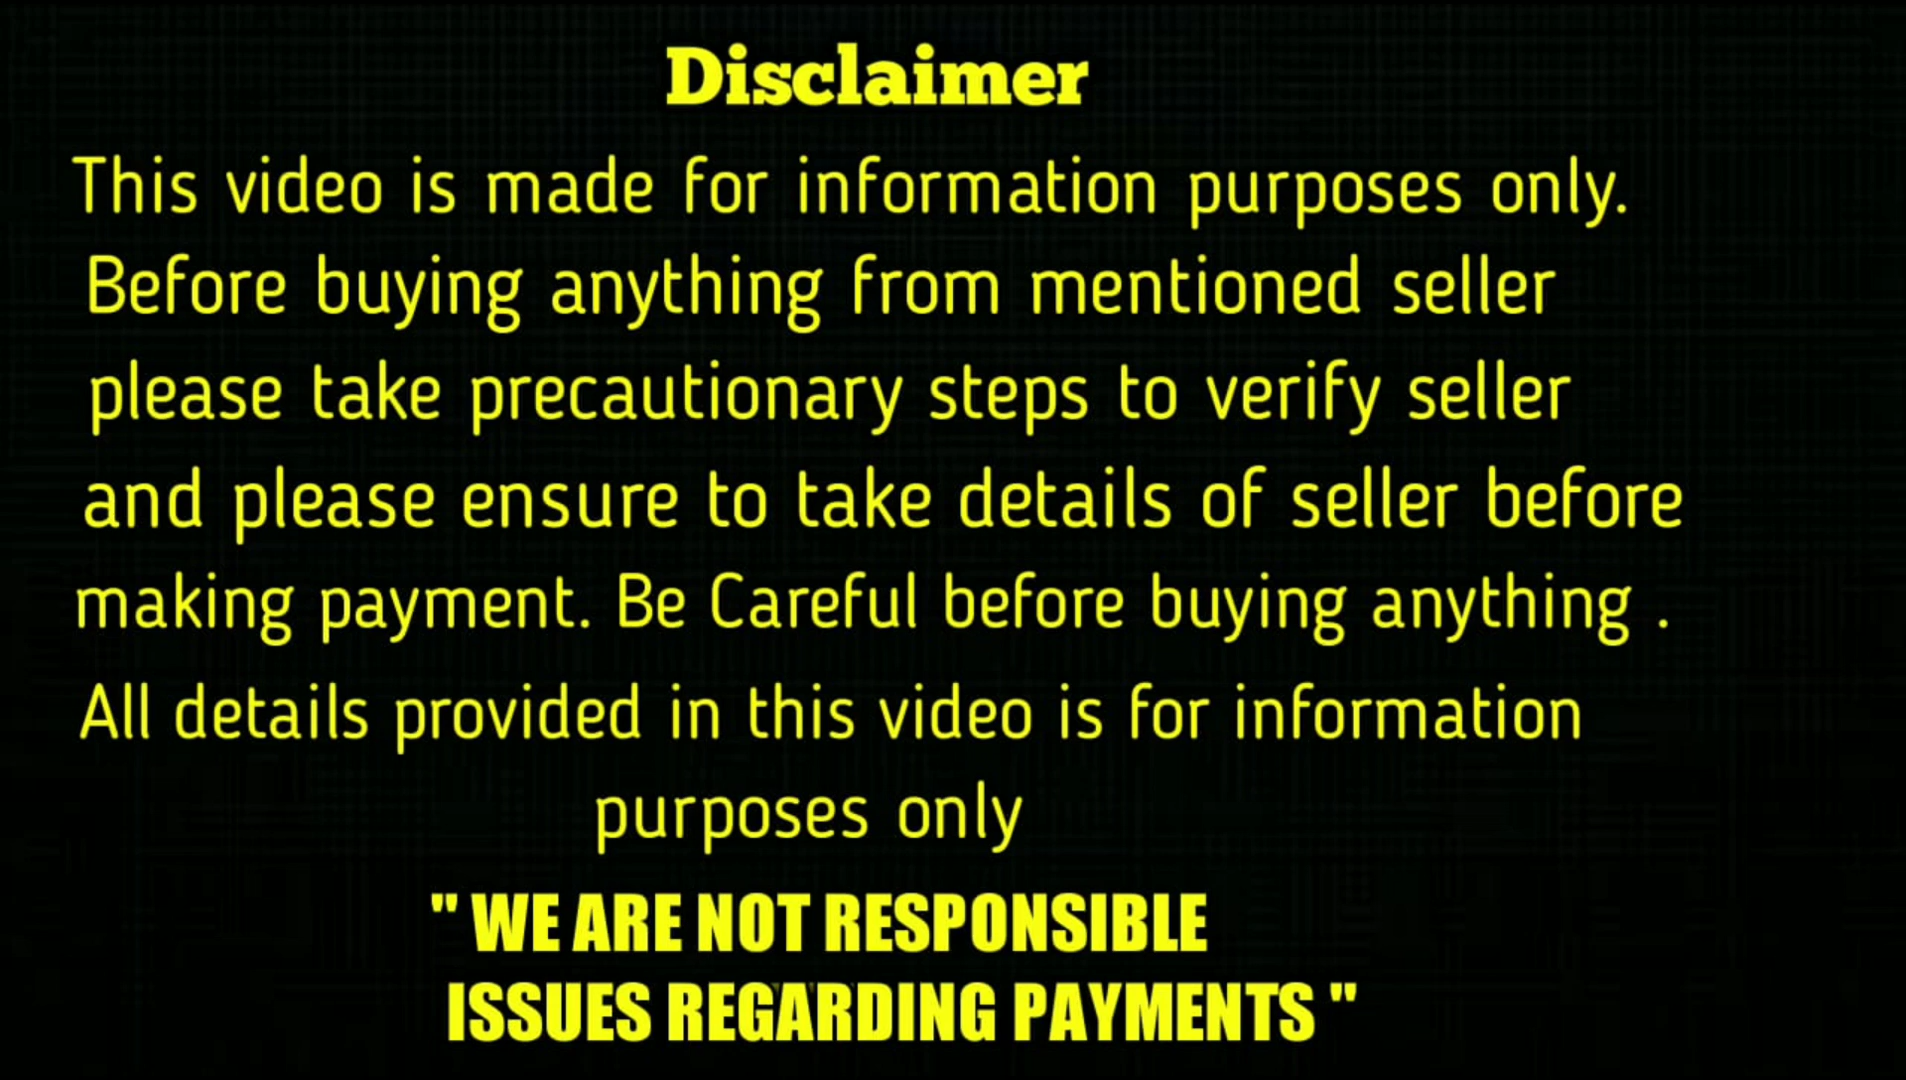 Disclaimer
This video is made for information purposes only.
Before buying anything from mentioned seller
please take precautionary steps to verify seller
and please ensure to take details of seller before
making payment. Be Careful before buying anything .
All details provided in this video is for information
purposes only
" WE ARE NOT RESPONSIBLE
ISSUES REGARDING PAYMENTS "